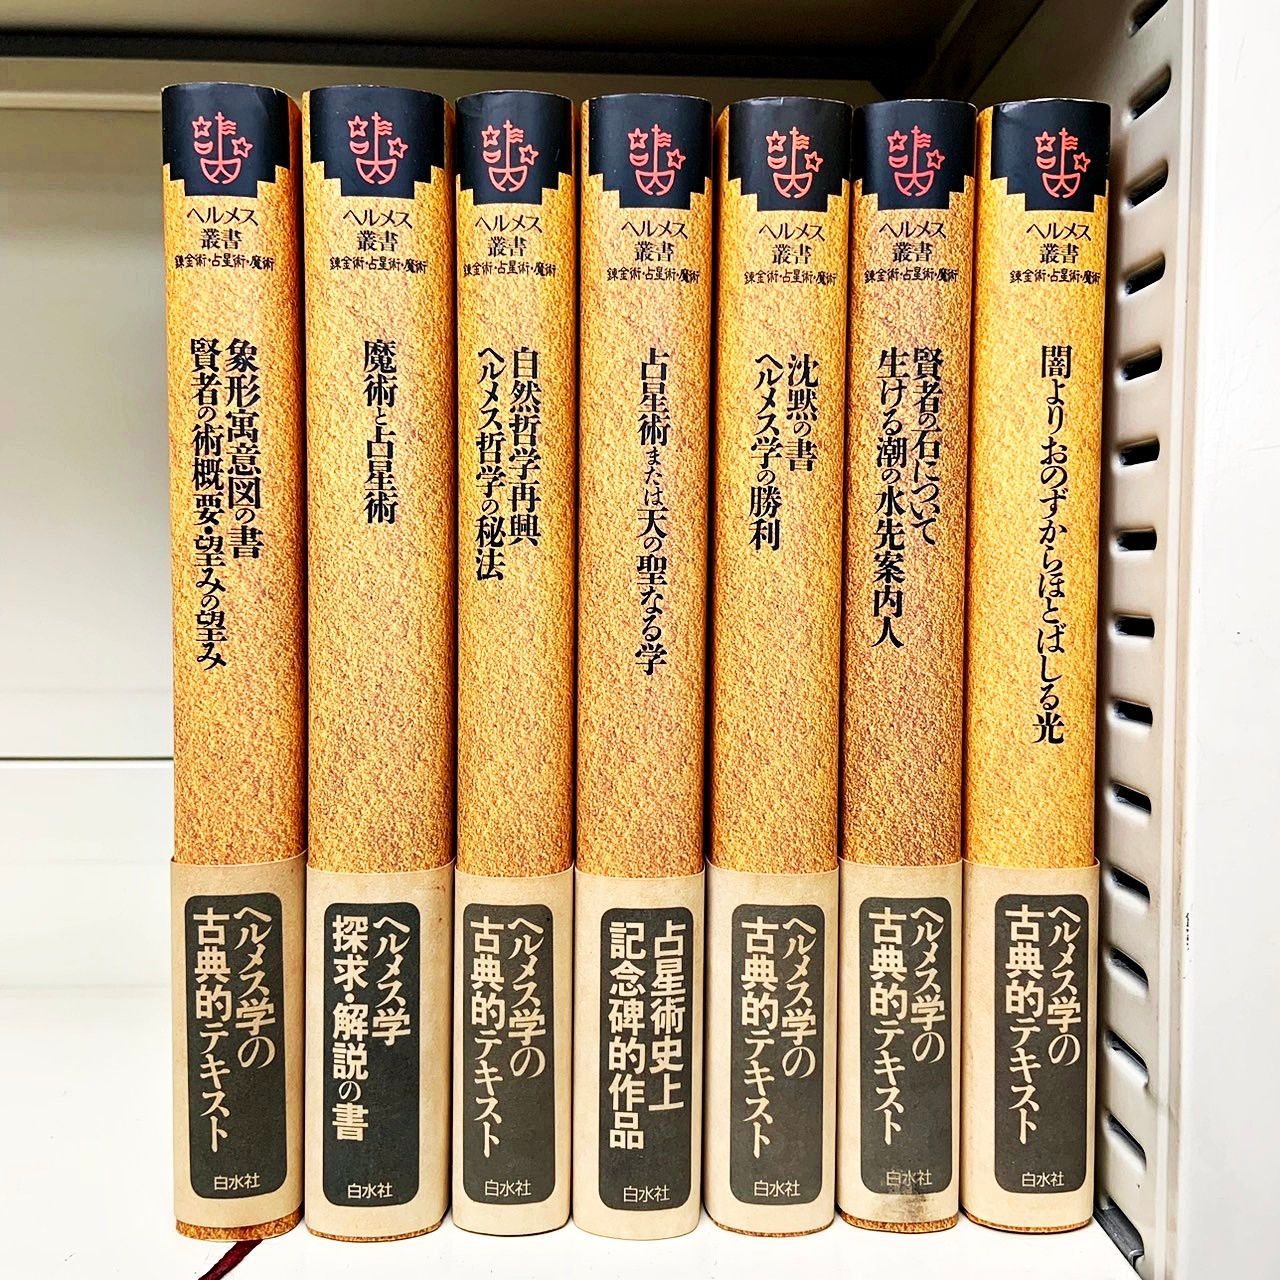 ヘルメス
叢書
錬金術・占星術・魔術
象形寓意図の書
賢者の術概要・望みの望み
ヘルメス学の
古典的テキスト
白水社
ヘルメス
叢書
錬金術・占星術・魔術
魔術と占星術
ヘルメス学
探求・解説の書
白水社
ヘルメス
叢書
錬金術・占星術・魔術
自然哲学再興
ヘルメス哲学の秘法
ヘルメス学の
古典的テキスト
白水社
ヘルメス
叢書
錬金術・占星術・魔術
占星術または天の聖なる学
占星術史上
記念碑的作品
白水社
ヘルメス
叢書
錬金術・占星術・魔術
沈黙の書
ヘルメス学の勝利
ヘルメス学の
古典的テキスト
白水社
ヘルメス
叢書
錬金術・占星術・魔術
賢者の石について
生ける潮の水先案内人
ヘルメス学の
古典的テキスト
白水社
ヘルメス
叢書
錬金術・占星術・魔術
闇よりおのずからほとばしる光
ヘルメス学の
古典的テキスト
白水社